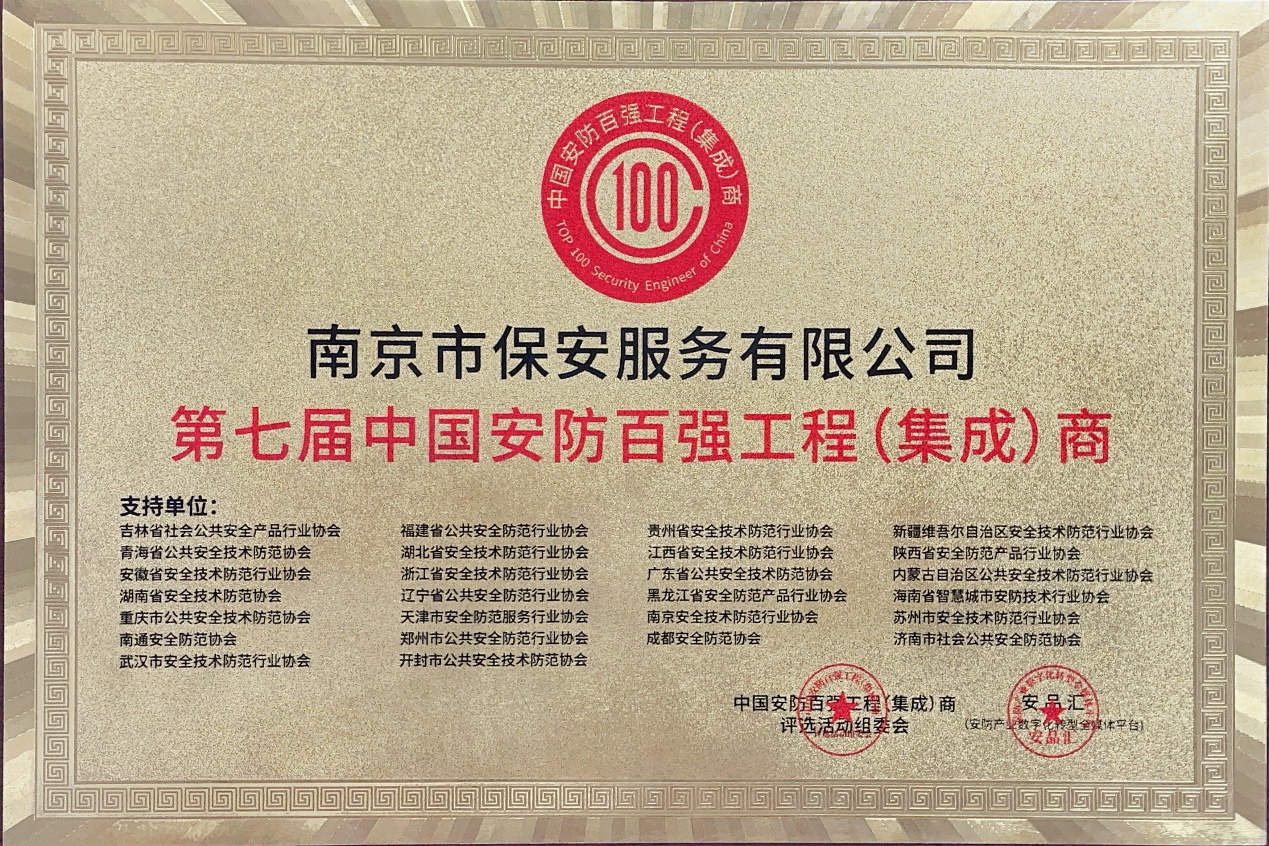 中国安防百强工程(集成)商
100
TOP 100 Security Engineer of China
南京市保安服务有限公司
第七届中国安防百强工程(集成)商
支持单位：
吉林省社会公共安全产品行业协会 福建省公共安全防范行业协会 贵州省安全技术防范行业协会 新疆维吾尔自治区安全技术防范行业协会
青海省公共安全技术防范协会 湖北省安全技术防范行业协会 江西省安全技术防范行业协会 陕西省安全防范产品行业协会
安徽省安全技术防范行业协会 浙江省安全技术防范行业协会 广东省公共安全技术防范协会 内蒙古自治区公共安全技术防范行业协会
湖南省安全技术防范协会 辽宁省公共安全防范行业协会 黑龙江省安全防范产品行业协会 海南省智慧城市安防技术行业协会
重庆市公共安全技术防范协会 天津市安全防范服务行业协会 南京安全技术防范行业协会 苏州市安全技术防范行业协会
南通安全防范协会 郑州市公共安全技术防范行业协会 成都安全防范协会 济南市社会公共安全防范协会
武汉市安全技术防范行业协会 开封市公共安全技术防范协会
中国安防百强工程(集成)商 安品汇
评选活动组委会 (安防产业数字化转型全媒体平台)
安品汇